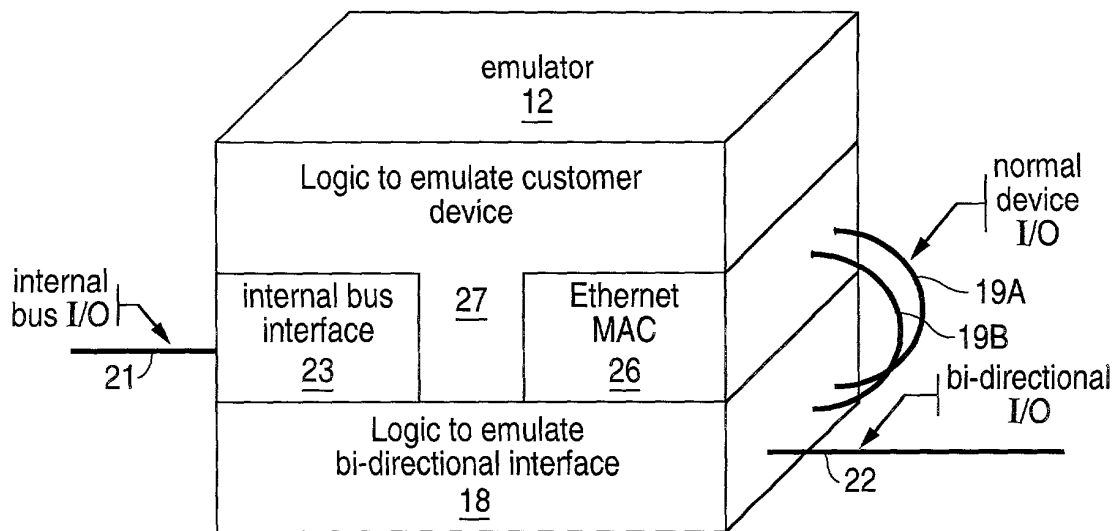 emulator
12
Logic to emulate customer
device
normal
device
I/O
19A
19B
internal
bus I/O
21
internal bus
interface
23
27
Ethernet
MAC
26
bi-directional
I/O
22
Logic to emulate
bi-directional interface
18